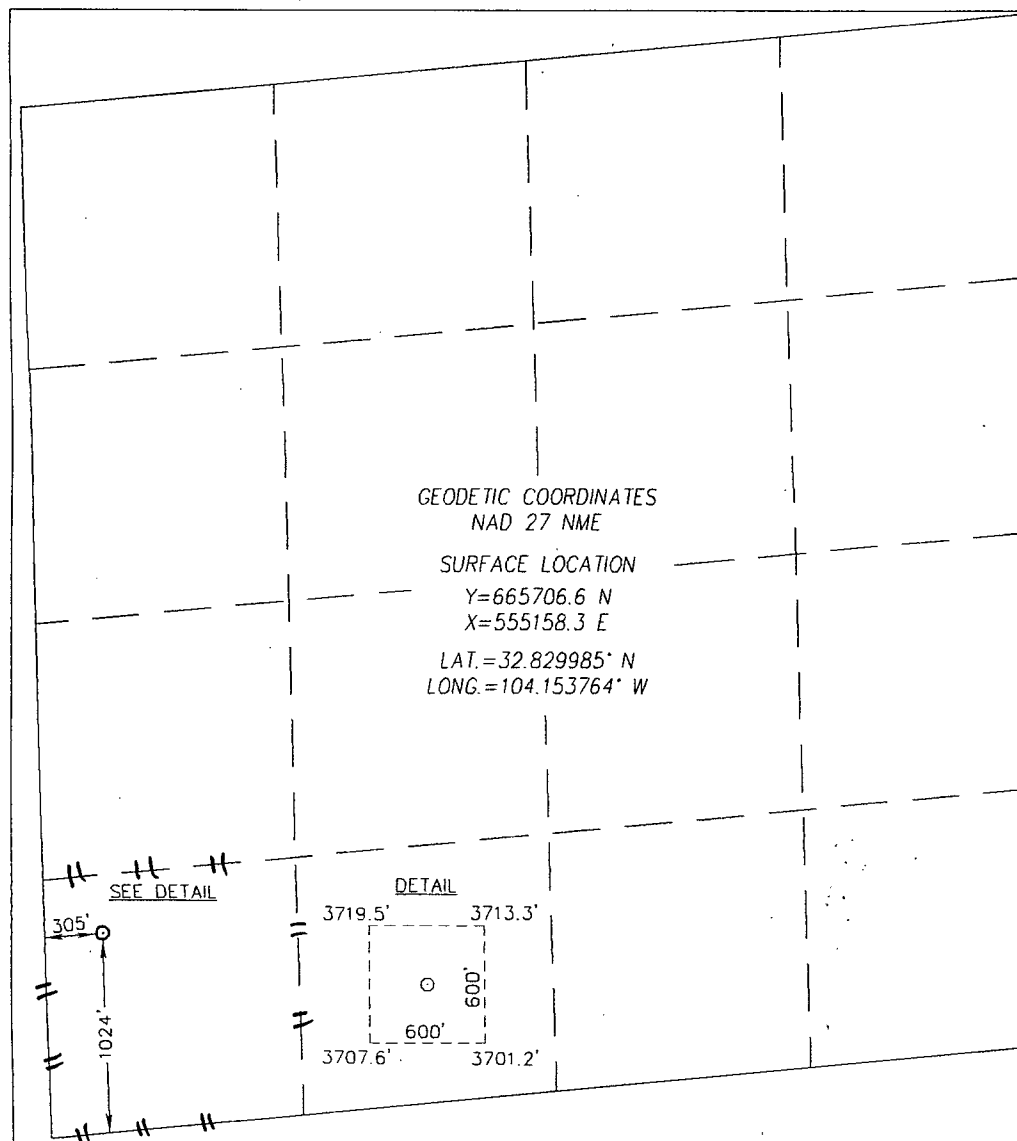 GEODETIC COORDINATES
NAD 27 NME
SURFACE LOCATION
Y=665706.6 N
X=555158.3 E
LAT.=32.829985° N
LONG.=104.153764° W
SEE DETAIL
DETAIL
305'
3719.5' 3713.3'
600'
600'
1024'
3707.6' 3701.2'